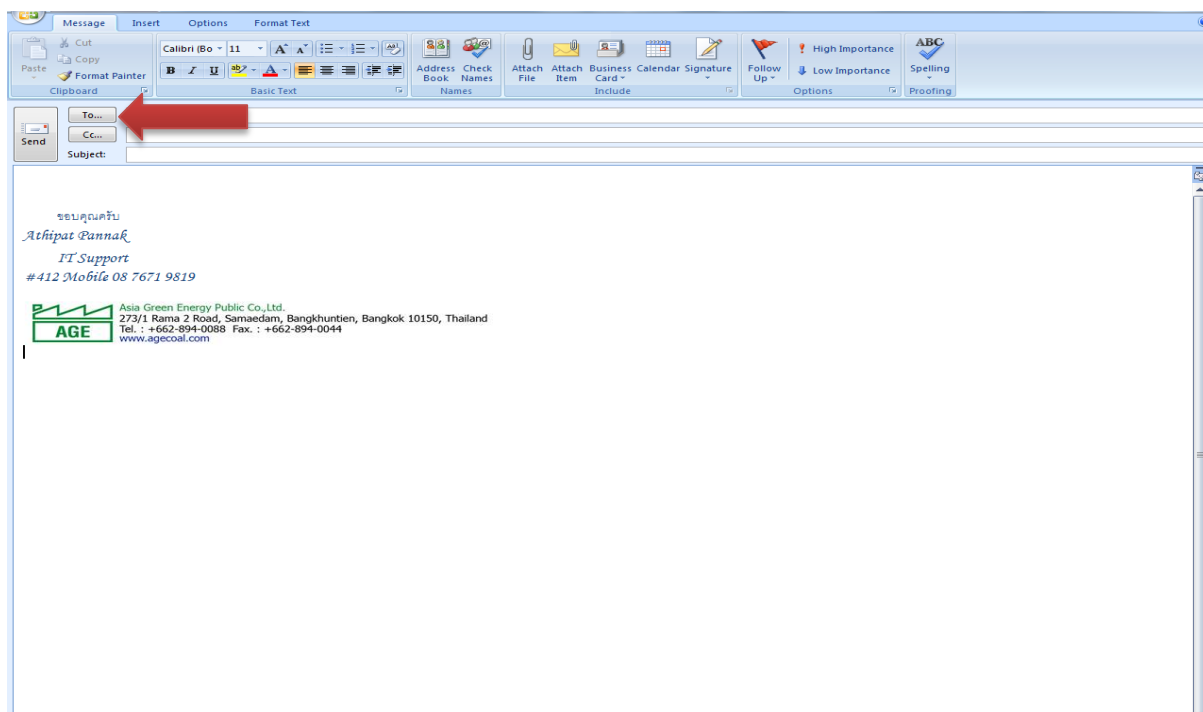 Message Insert Options Format Text
Cut
Copy
Paste
Format Painter
Clipboard
Calibri (Bo 11
B I U
Basic Text
Address Book
Check Names
Names
Attach File
Attach Item
Business Card
Calendar
Signature
Include
Follow Up
High Importance
Low Importance
Options
ABC
Spelling
Proofing
Send
To...
Cc...
Subject:
ขอบคุณครับ
Athipat Pannak
IT Support
#412 Mobile 08 7671 9819
AGE
Asia Green Energy Public Co.,Ltd.
273/1 Rama 2 Road, Samaedam, Bangkhuntien, Bangkok 10150, Thailand
Tel. : +662-894-0088 Fax. : +662-894-0044
www.agecoal.com